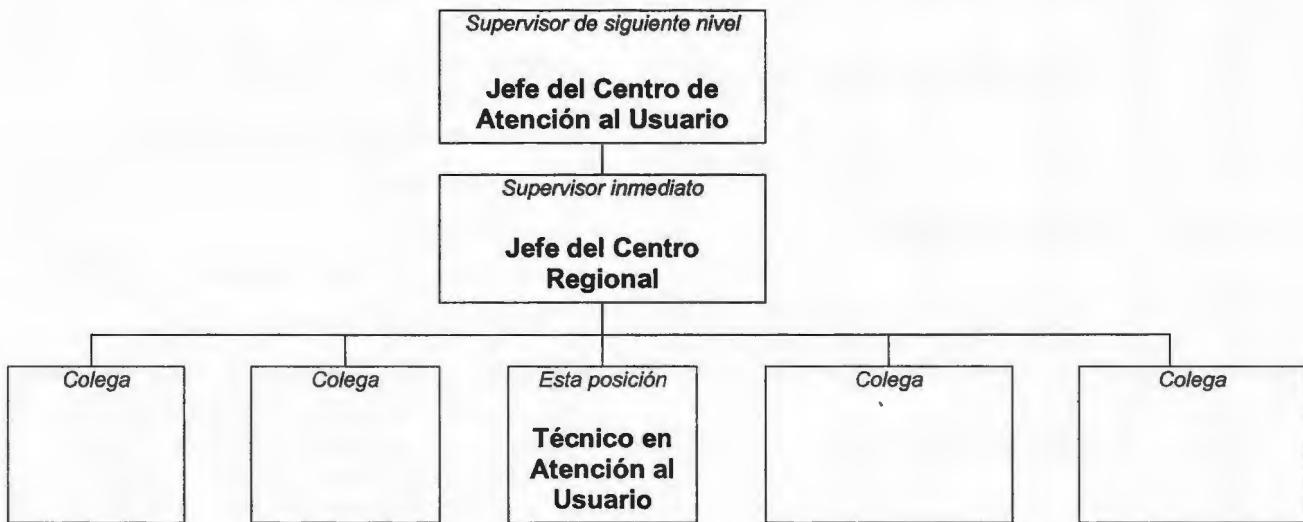 Supervisor de siguiente nivel
Jefe del Centro de
Atención al Usuario
Supervisor inmediato
Jefe del Centro
Regional
Colega
Colega
Esta posición
Técnico en
Atención al
Usuario
Colega
Colega